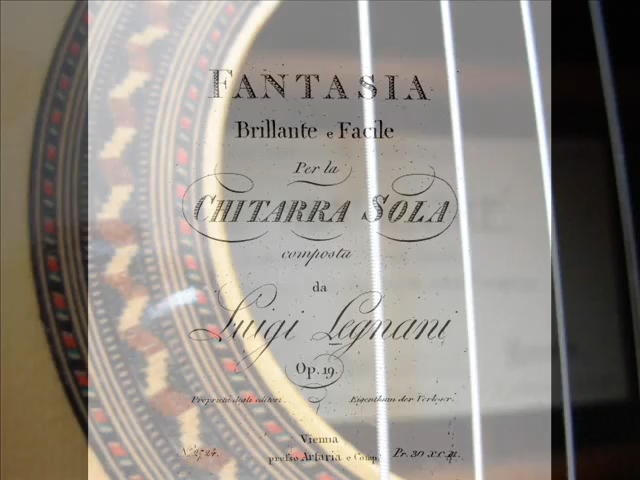 FANTASIA
Brillante e Facile
Per la
CHITARRA SOLA
composta
da
Luigi Legnani
Op. 19.
Proprietà degli editori. Eigenthum der Verleger.
Vienna
presso Artaria e Comp.